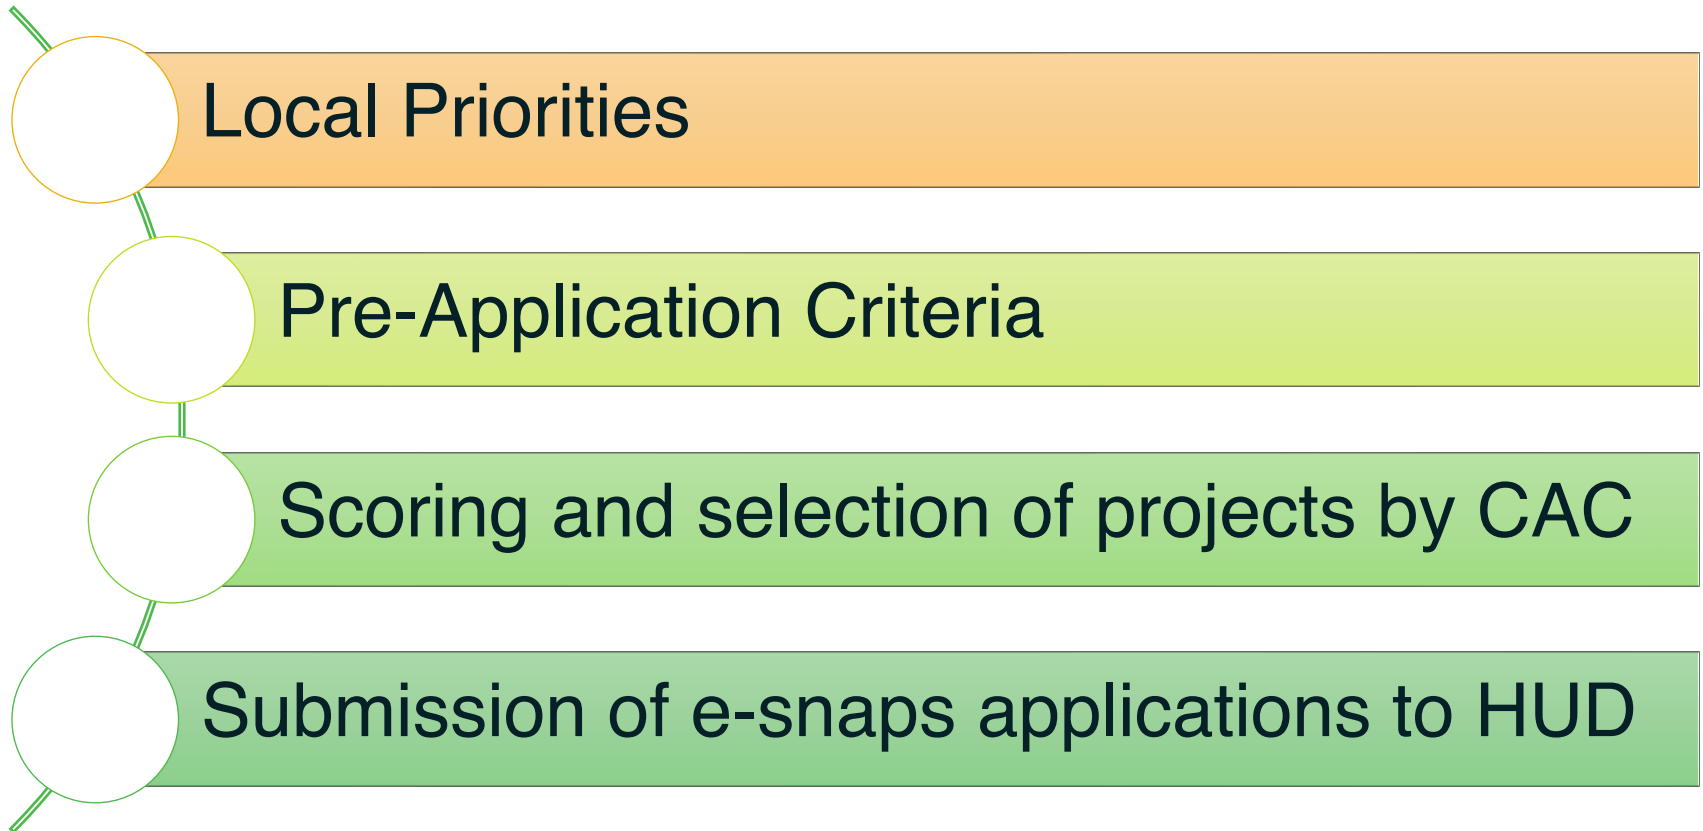 Local Priorities
Pre-Application Criteria
Scoring and selection of projects by CAC
Submission of e-snaps applications to HUD